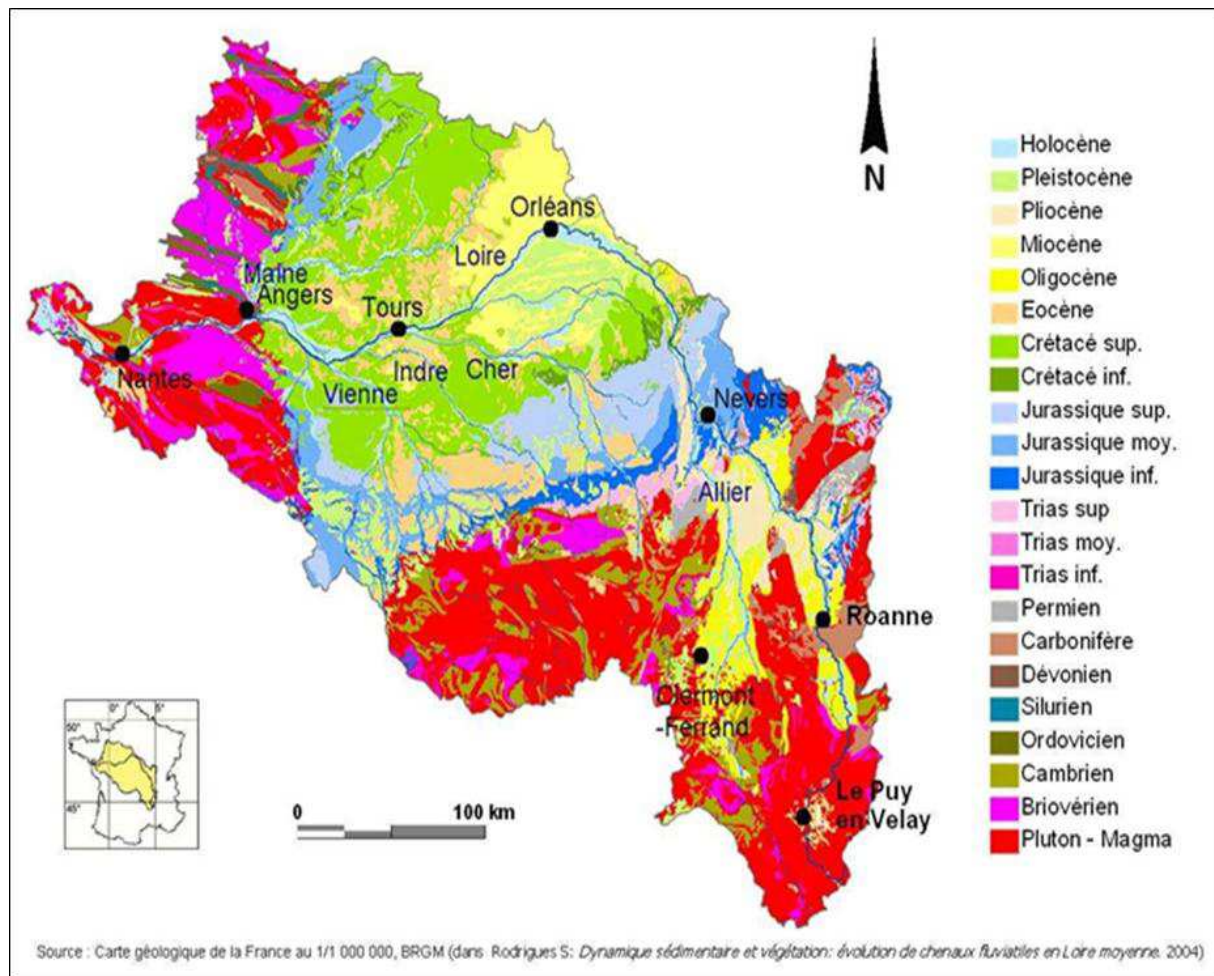 N
Orléans
Loire
Maine
Angers
Tours
Nantes
Indre
Cher
Vienne
Nevers
Allier
Roanne
Clermont
-Ferrand
Le Puy
en Velay
0 100 km
0° 5°
50°
45°
Holocène
Pleistocène
Pliocène
Miocène
Oligocène
Eocène
Crétacé sup.
Crétacé inf.
Jurassique sup.
Jurassique moy.
Jurassique inf.
Trias sup
Trias moy.
Trias inf.
Permien
Carbonifère
Dévonien
Silurien
Ordovicien
Cambrien
Briovérien
Pluton - Magma
Source : Carte géologique de la France au 1/1 000 000, BRGM (dans Rodrigues S: Dynamique sédimentaire et végétation: évolution de chenaux fluviatiles en Loire moyenne. 2004)